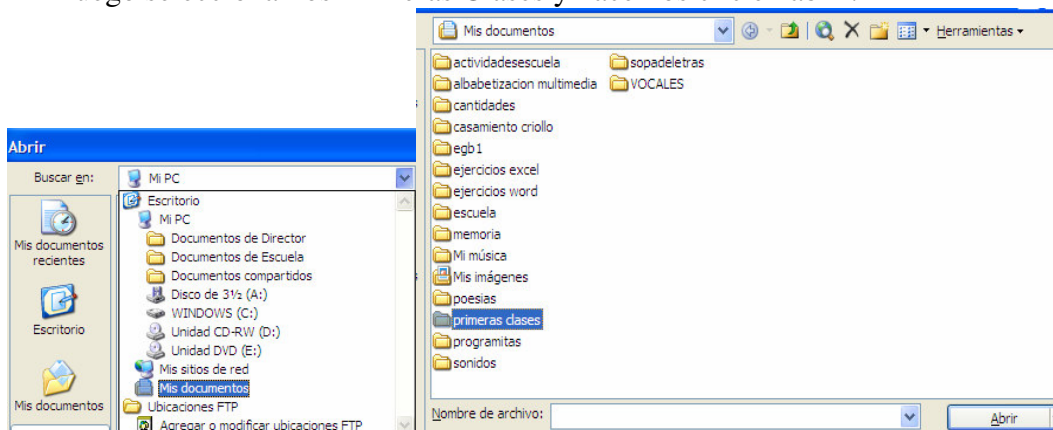 Mis documentos
Herramientas
actividadesescuela
albabetizacion multimedia
cantidades
casamiento criollo
egb1
ejercicios excel
ejercicios word
escuela
memoria
Mi música
Mis imágenes
poesias
primeras clases
programitas
sonidos
sopadeletras
VOCALES
Nombre de archivo:
Abrir
Abrir
Buscar en:
Mi PC
Mis documentos
recientes
Escritorio
Mis documentos
Escritorio
Mi PC
Documentos de Director
Documentos de Escuela
Documentos compartidos
Disco de 3½ (A:)
WINDOWS (C:)
Unidad CD-RW (D:)
Unidad DVD (E:)
Mis sitios de red
Mis documentos
Ubicaciones FTP
Agregar o modificar ubicaciones FTP